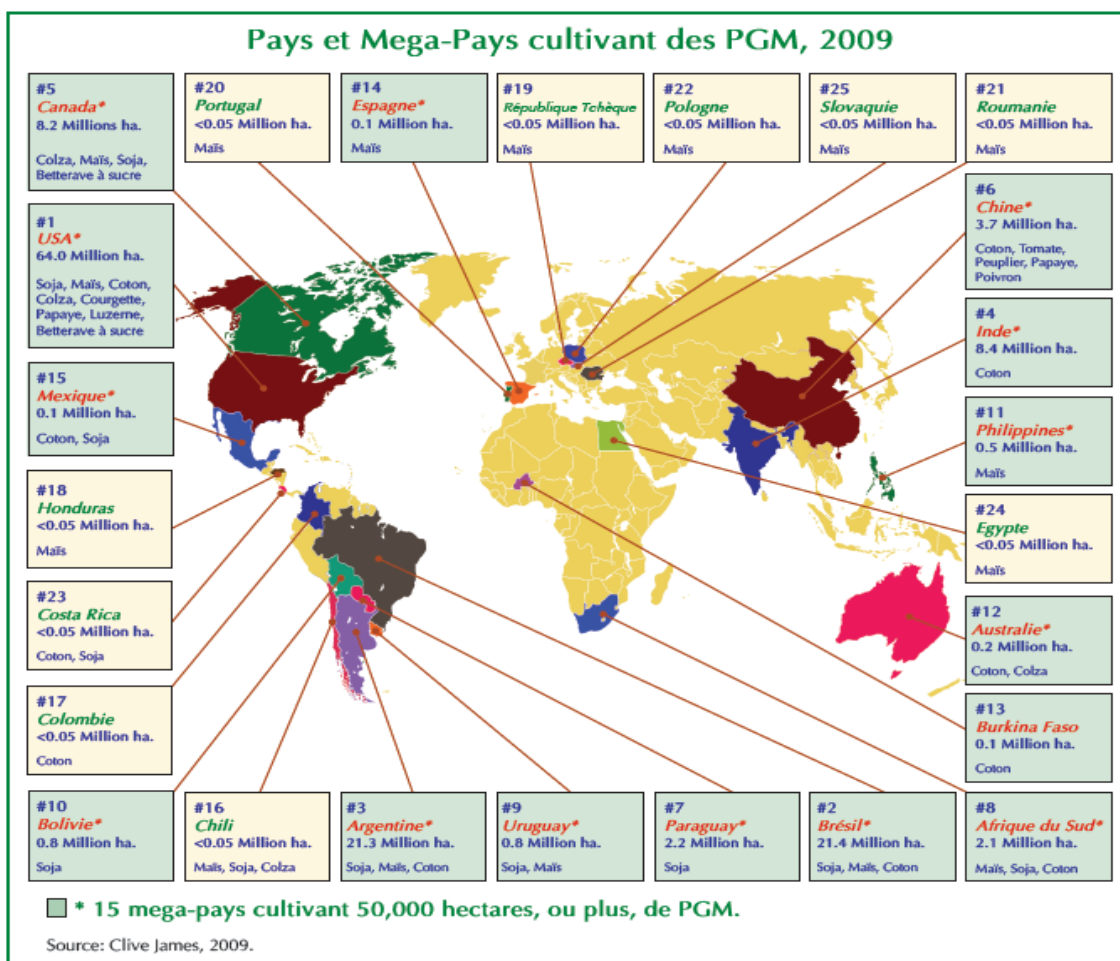 Pays et Mega-Pays cultivant des PGM, 2009
#5
Canada*
8.2 Millions ha.
Colza, Maïs, Soja,
Betterave à sucre
#20
Portugal
<0.05 Million ha.
Maïs
#14
Espagne*
0.1 Million ha.
Maïs
#19
République Tchèque
<0.05 Million ha.
Maïs
#22
Pologne
<0.05 Million ha.
Maïs
#25
Slovaquie
<0.05 Million ha.
Maïs
#21
Roumanie
<0.05 Million ha.
Maïs
#1
USA*
64.0 Million ha.
Soja, Maïs, Coton,
Colza, Courgette,
Papaye, Luzerne,
Betterave à sucre
#6
Chine*
3.7 Million ha.
Coton, Tomate,
Peuplier, Papaye,
Poivron
#4
Inde*
8.4 Million ha.
Coton
#15
Mexique*
0.1 Million ha.
Coton, Soja
#11
Philippines*
0.5 Million ha.
Maïs
#18
Honduras
<0.05 Million ha.
Maïs
#24
Egypte
<0.05 Million ha.
Maïs
#23
Costa Rica
<0.05 Million ha.
Coton, Soja
#12
Australie*
0.2 Million ha.
Coton, Colza
#17
Colombie
<0.05 Million ha.
Coton
#13
Burkina Faso
0.1 Million ha.
Coton
#10
Bolivie*
0.8 Million ha.
Soja
#16
Chili
<0.05 Million ha.
Maïs, Soja, Colza
#3
Argentine*
21.3 Million ha.
Soja, Maïs, Coton
#9
Uruguay*
0.8 Million ha.
Soja, Maïs
#7
Paraguay*
2.2 Million ha.
Soja
#2
Brésil*
21.4 Million ha.
Soja, Maïs, Coton
#8
Afrique du Sud*
2.1 Million ha.
Maïs, Soja, Coton
* 15 mega-pays cultivant 50,000 hectares, ou plus, de PGM.
Source: Clive James, 2009.